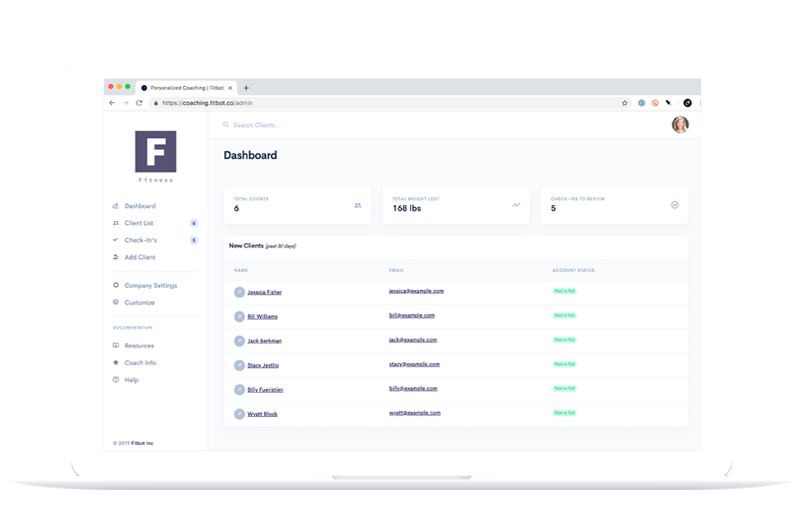 Personalized Coaching | Fitbot
https://coaching.fitbot.co/admin
F
Fitness
Search Clients...
Dashboard
Dashboard
Client List 6
Check-In's 5
Add Client
Company Settings
Customize
DOCUMENTATION
Resources
Coach Info
Help
© 2019 Fitbot Inc
TOTAL CLIENTS
6
TOTAL WEIGHT LOST
168 lbs
CHECK-INS TO REVIEW
5
New Clients (past 30 days)
NAME EMAIL ACCOUNT STATUS
Jessica Fisher jessica@example.com Paid in Full
Bill Williams bill@example.com Paid in Full
Jack Berkman jack@example.com Paid in Full
Stacy Jestlio stacy@example.com Paid in Full
Billy Fueristien billy@example.com Paid in Full
Wyatt Block wyatt@example.com Paid in Full